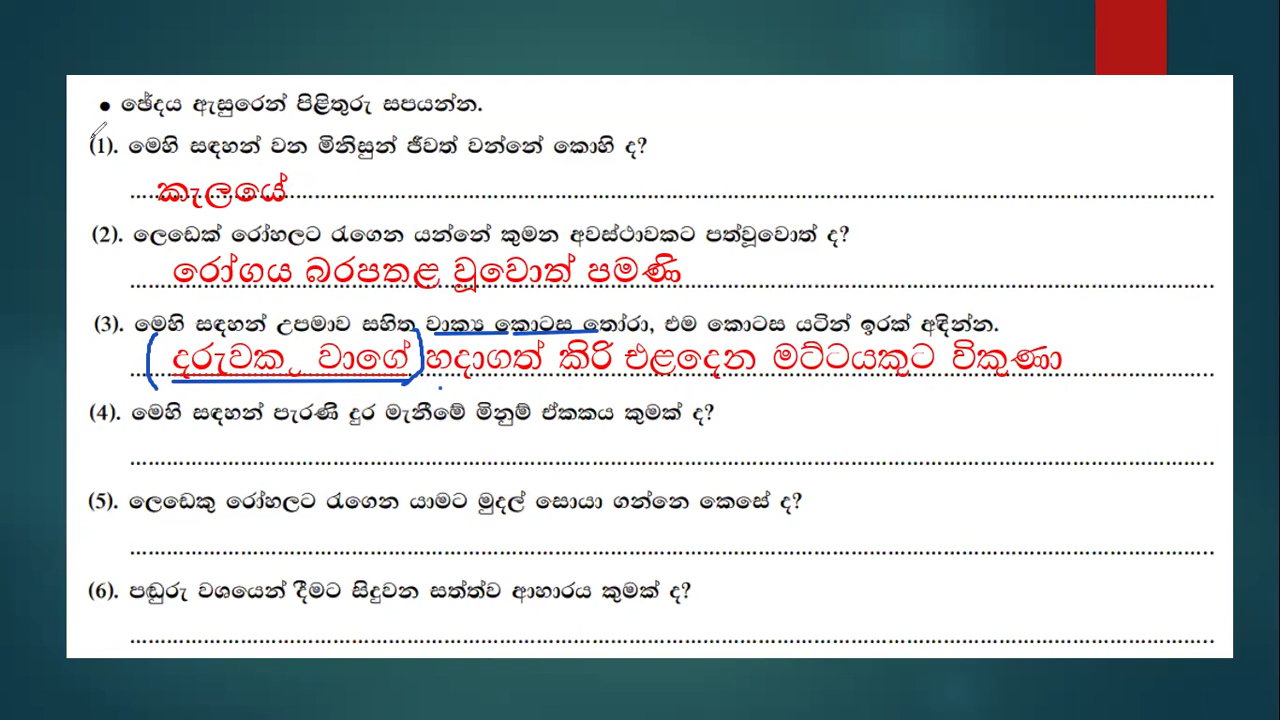 • ඡේදය ඇසුරෙන් පිළිතුරු සපයන්න.
(1). මෙහි සඳහන් වන මිනිසුන් ජීවත් වන්නේ කොහි ද?
කැලයේ
(2). ලෙඩෙක් රෝහලට රැගෙන යන්නේ කුමන අවස්ථාවකට පත්වූවොත් ද?
රෝගය බරපතළ වූවොත් පමණි
(3). මෙහි සඳහන් උපමාව සහිත වාක්‍ය කොටස තෝරා, එම කොටස යටින් ඉරක් අඳින්න.
දරුවකු වාගේ හදාගත් කිරි එළදෙන මට්ටයකුට විකුණා
(4). මෙහි සඳහන් පැරණි දුර මැනීමේ මිනුම් ඒකකය කුමක් ද?
(5). ලෙඩෙකු රෝහලට රැගෙන යාමට මුදල් සොයා ගන්නෙ කෙසේ ද?
(6). පඬුරු වශයෙන් දීමට සිදුවන සත්ත්ව ආහාරය කුමක් ද?